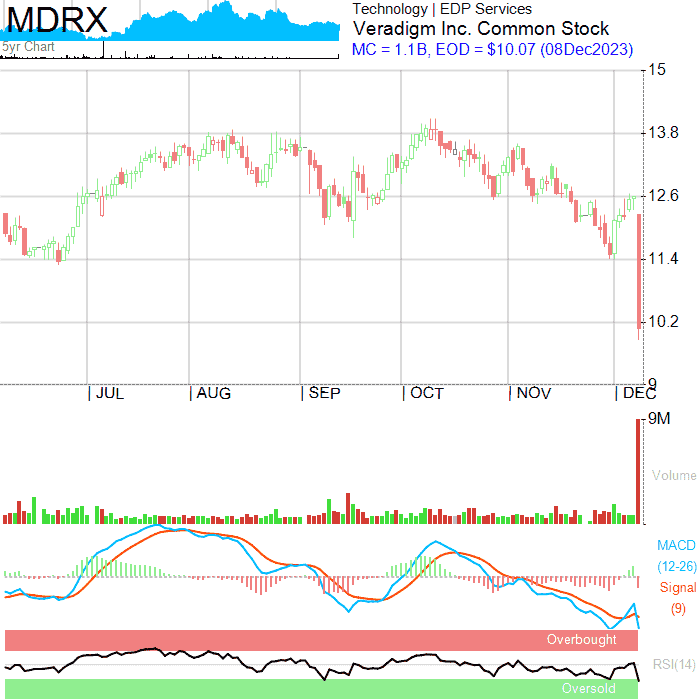 MDRX
5yr Chart
Technology | EDP Services
Veradigm Inc. Common Stock
MC = 1.1B, EOD = $10.07 (08Dec2023)
15
13.8
12.6
11.4
10.2
9
| JUL
| AUG
| SEP
| OCT
| NOV
| DEC
9M
Volume
MACD
(12-26)
Signal
(9)
Overbought
RSI(14)
Oversold